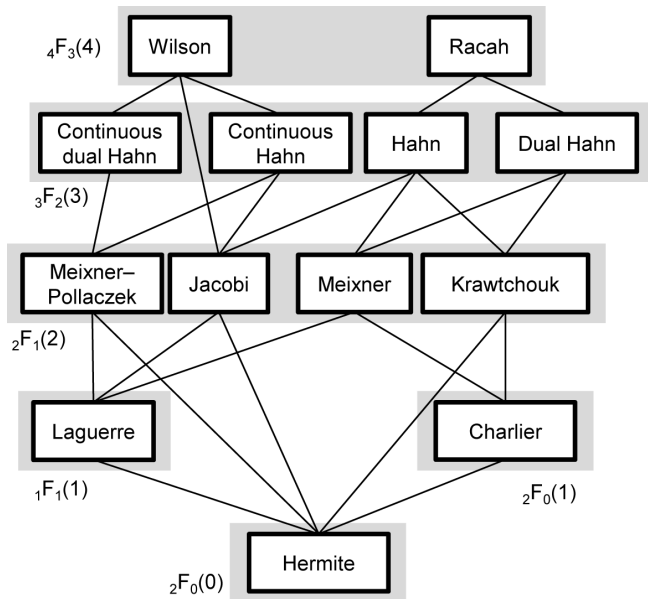 ₄F₃(4)
Wilson
Racah
Continuous
dual Hahn
Continuous
Hahn
Hahn
Dual Hahn
₃F₂(3)
Meixner–
Pollaczek
Jacobi
Meixner
Krawtchouk
₂F₁(2)
Laguerre
Charlier
₁F₁(1)
₂F₀(1)
Hermite
₂F₀(0)